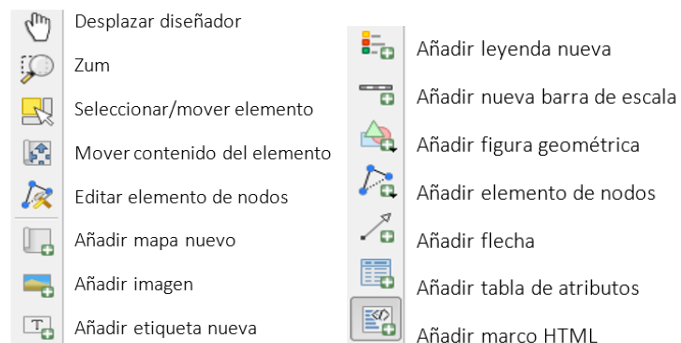 Desplazar diseñador
Zum
Seleccionar/mover elemento
Mover contenido del elemento
Editar elemento de nodos
Añadir mapa nuevo
Añadir imagen
Añadir etiqueta nueva
Añadir leyenda nueva
Añadir nueva barra de escala
Añadir figura geométrica
Añadir elemento de nodos
Añadir flecha
Añadir tabla de atributos
Añadir marco HTML